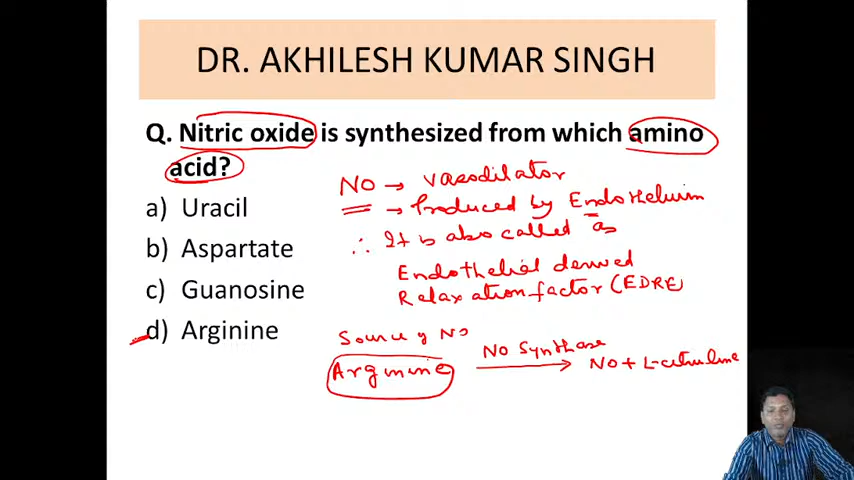 DR. AKHILESH KUMAR SINGH
Q. Nitric oxide is synthesized from which amino
acid?
a) Uracil
b) Aspartate
c) Guanosine
d) Arginine
NO → vasodilator
→ Produced by Endothelium
∴ It is also called as
Endothelial derived
Relaxation factor (EDRF)
Source of NO
Arginine NO Synthase → NO + L-citrulline